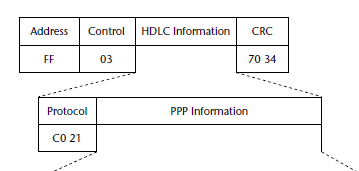 Address Control HDLC Information CRC
FF 03 70 34
Protocol PPP Information
C0 21